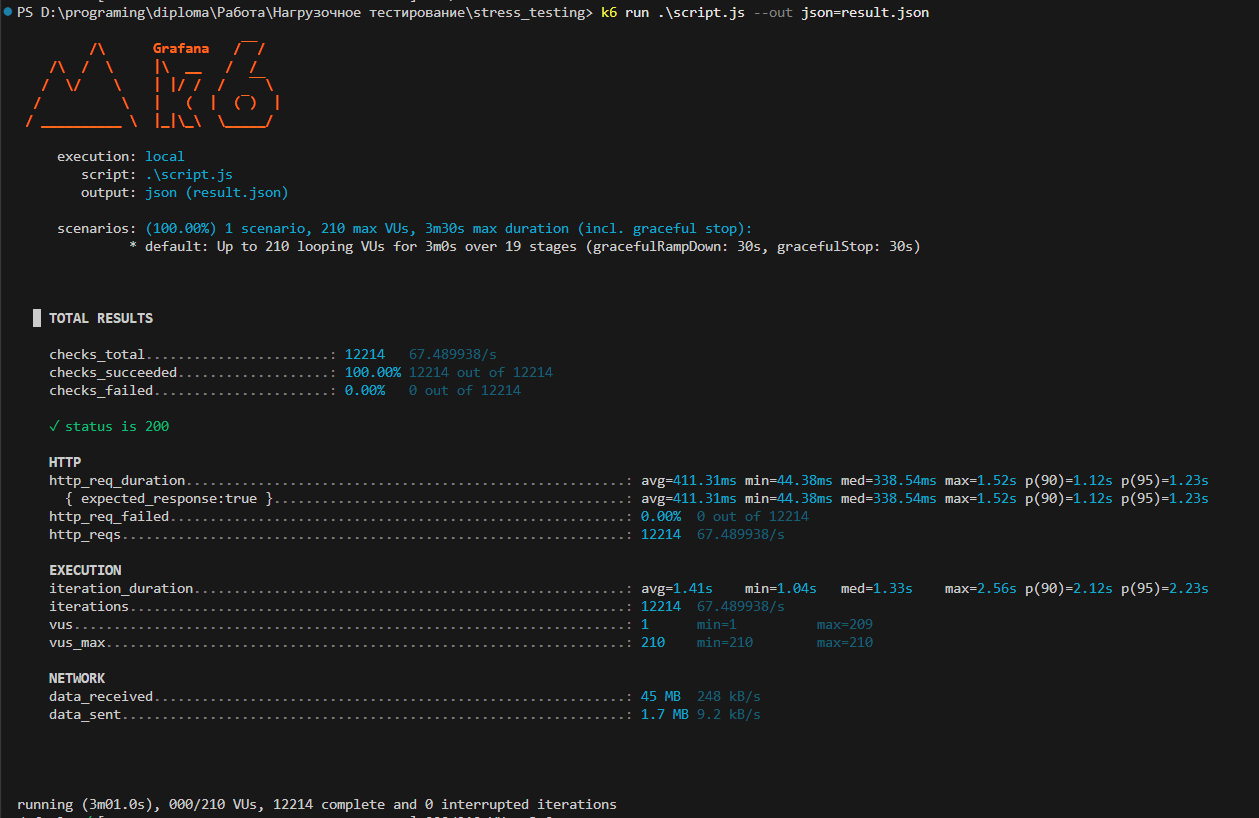 PS D:\programing\diploma\Работа\Нагрузочное тестирование\stress_testing> k6 run .\script.js --out json=result.json
Grafana
execution: local
script: .\script.js
output: json (result.json)
scenarios: (100.00%) 1 scenario, 210 max VUs, 3m30s max duration (incl. graceful stop):
* default: Up to 210 looping VUs for 3m0s over 19 stages (gracefulRampDown: 30s, gracefulStop: 30s)
█ TOTAL RESULTS
checks_total.......................: 12214 67.489938/s
checks_succeeded...................: 100.00% 12214 out of 12214
checks_failed......................: 0.00% 0 out of 12214
✓ status is 200
HTTP
http_req_duration.......................................................: avg=411.31ms min=44.38ms med=338.54ms max=1.52s p(90)=1.12s p(95)=1.23s
{ expected_response:true }............................................: avg=411.31ms min=44.38ms med=338.54ms max=1.52s p(90)=1.12s p(95)=1.23s
http_req_failed.........................................................: 0.00% 0 out of 12214
http_reqs...............................................................: 12214 67.489938/s
EXECUTION
iteration_duration......................................................: avg=1.41s min=1.04s med=1.33s max=2.56s p(90)=2.12s p(95)=2.23s
iterations..............................................................: 12214 67.489938/s
vus.....................................................................: 1 min=1 max=209
vus_max.................................................................: 210 min=210 max=210
NETWORK
data_received...........................................................: 45 MB 248 kB/s
data_sent...............................................................: 1.7 MB 9.2 kB/s
running (3m01.0s), 000/210 VUs, 12214 complete and 0 interrupted iterations